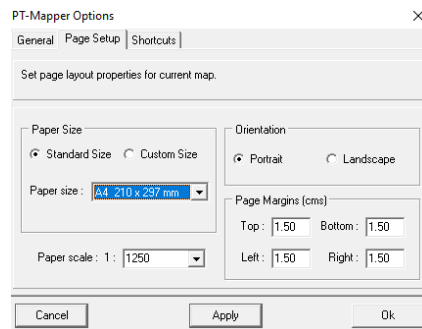 PT-Mapper Options
General Page Setup Shortcuts
Set page layout properties for current map.
Paper Size
Standard Size Custom Size
Paper size : A4 210 x 297 mm
Paper scale : 1 : 1250
Orientation
Portrait Landscape
Page Margins (cms)
Top : 1.50 Bottom : 1.50
Left : 1.50 Right : 1.50
Cancel Apply Ok